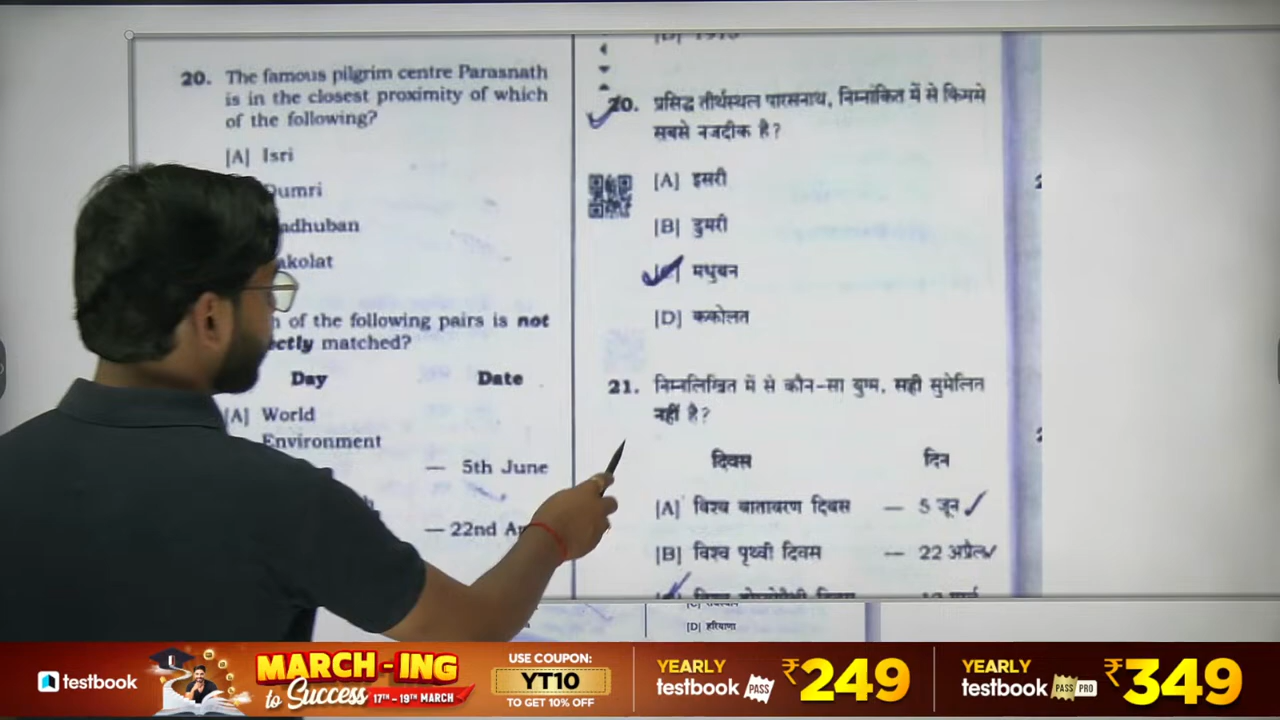 20. The famous pilgrim centre Parasnath
is in the closest proximity of which
of the following?
[A] Isri
Dumri
adhuban
akolat
of the following pairs is not
ectly matched?
Day Date
[A] World
Environment
— 5th June
— 22nd Ap
20. प्रसिद्ध तीर्थस्थल पारसनाथ, निम्नांकित में से किससे
सबसे नजदीक है?
[A] इसरी
[B] डुमरी
मधुबन
[D] ककोलत
21. निम्नलिखित में से कौन-सा युग्म, सही सुमेलित
नहीं है?
दिवस दिन
[A] विश्व वातावरण दिवस — 5 जून
[B] विश्व पृथ्वी दिवस — 22 अप्रैल
[D] हरियाणा
testbook
MARCH-ING
to Success 17TH - 19TH MARCH
USE COUPON:
YT10
TO GET 10% OFF
YEARLY
testbook PASS
₹249
YEARLY
testbook PASS PRO
₹349